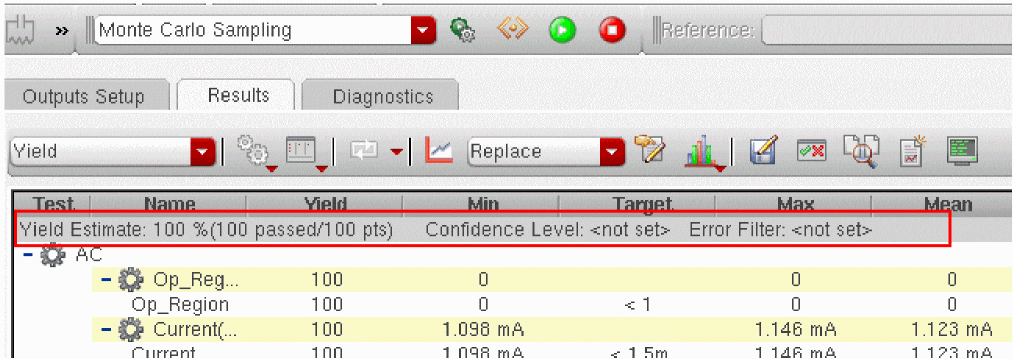 » Monte Carlo Sampling Reference:
Outputs Setup Results Diagnostics
Yield Replace
Test Name Yield Min Target Max Mean
Yield Estimate: 100 %(100 passed/100 pts) Confidence Level: <not set> Error Filter: <not set>
- AC
- Op_Reg... 100 0 0 0
Op_Region 100 0 < 1 0 0
- Current(... 100 1.098 mA 1.146 mA 1.123 mA
Current 100 1.098 mA < 1.5m 1.146 mA 1.123 mA